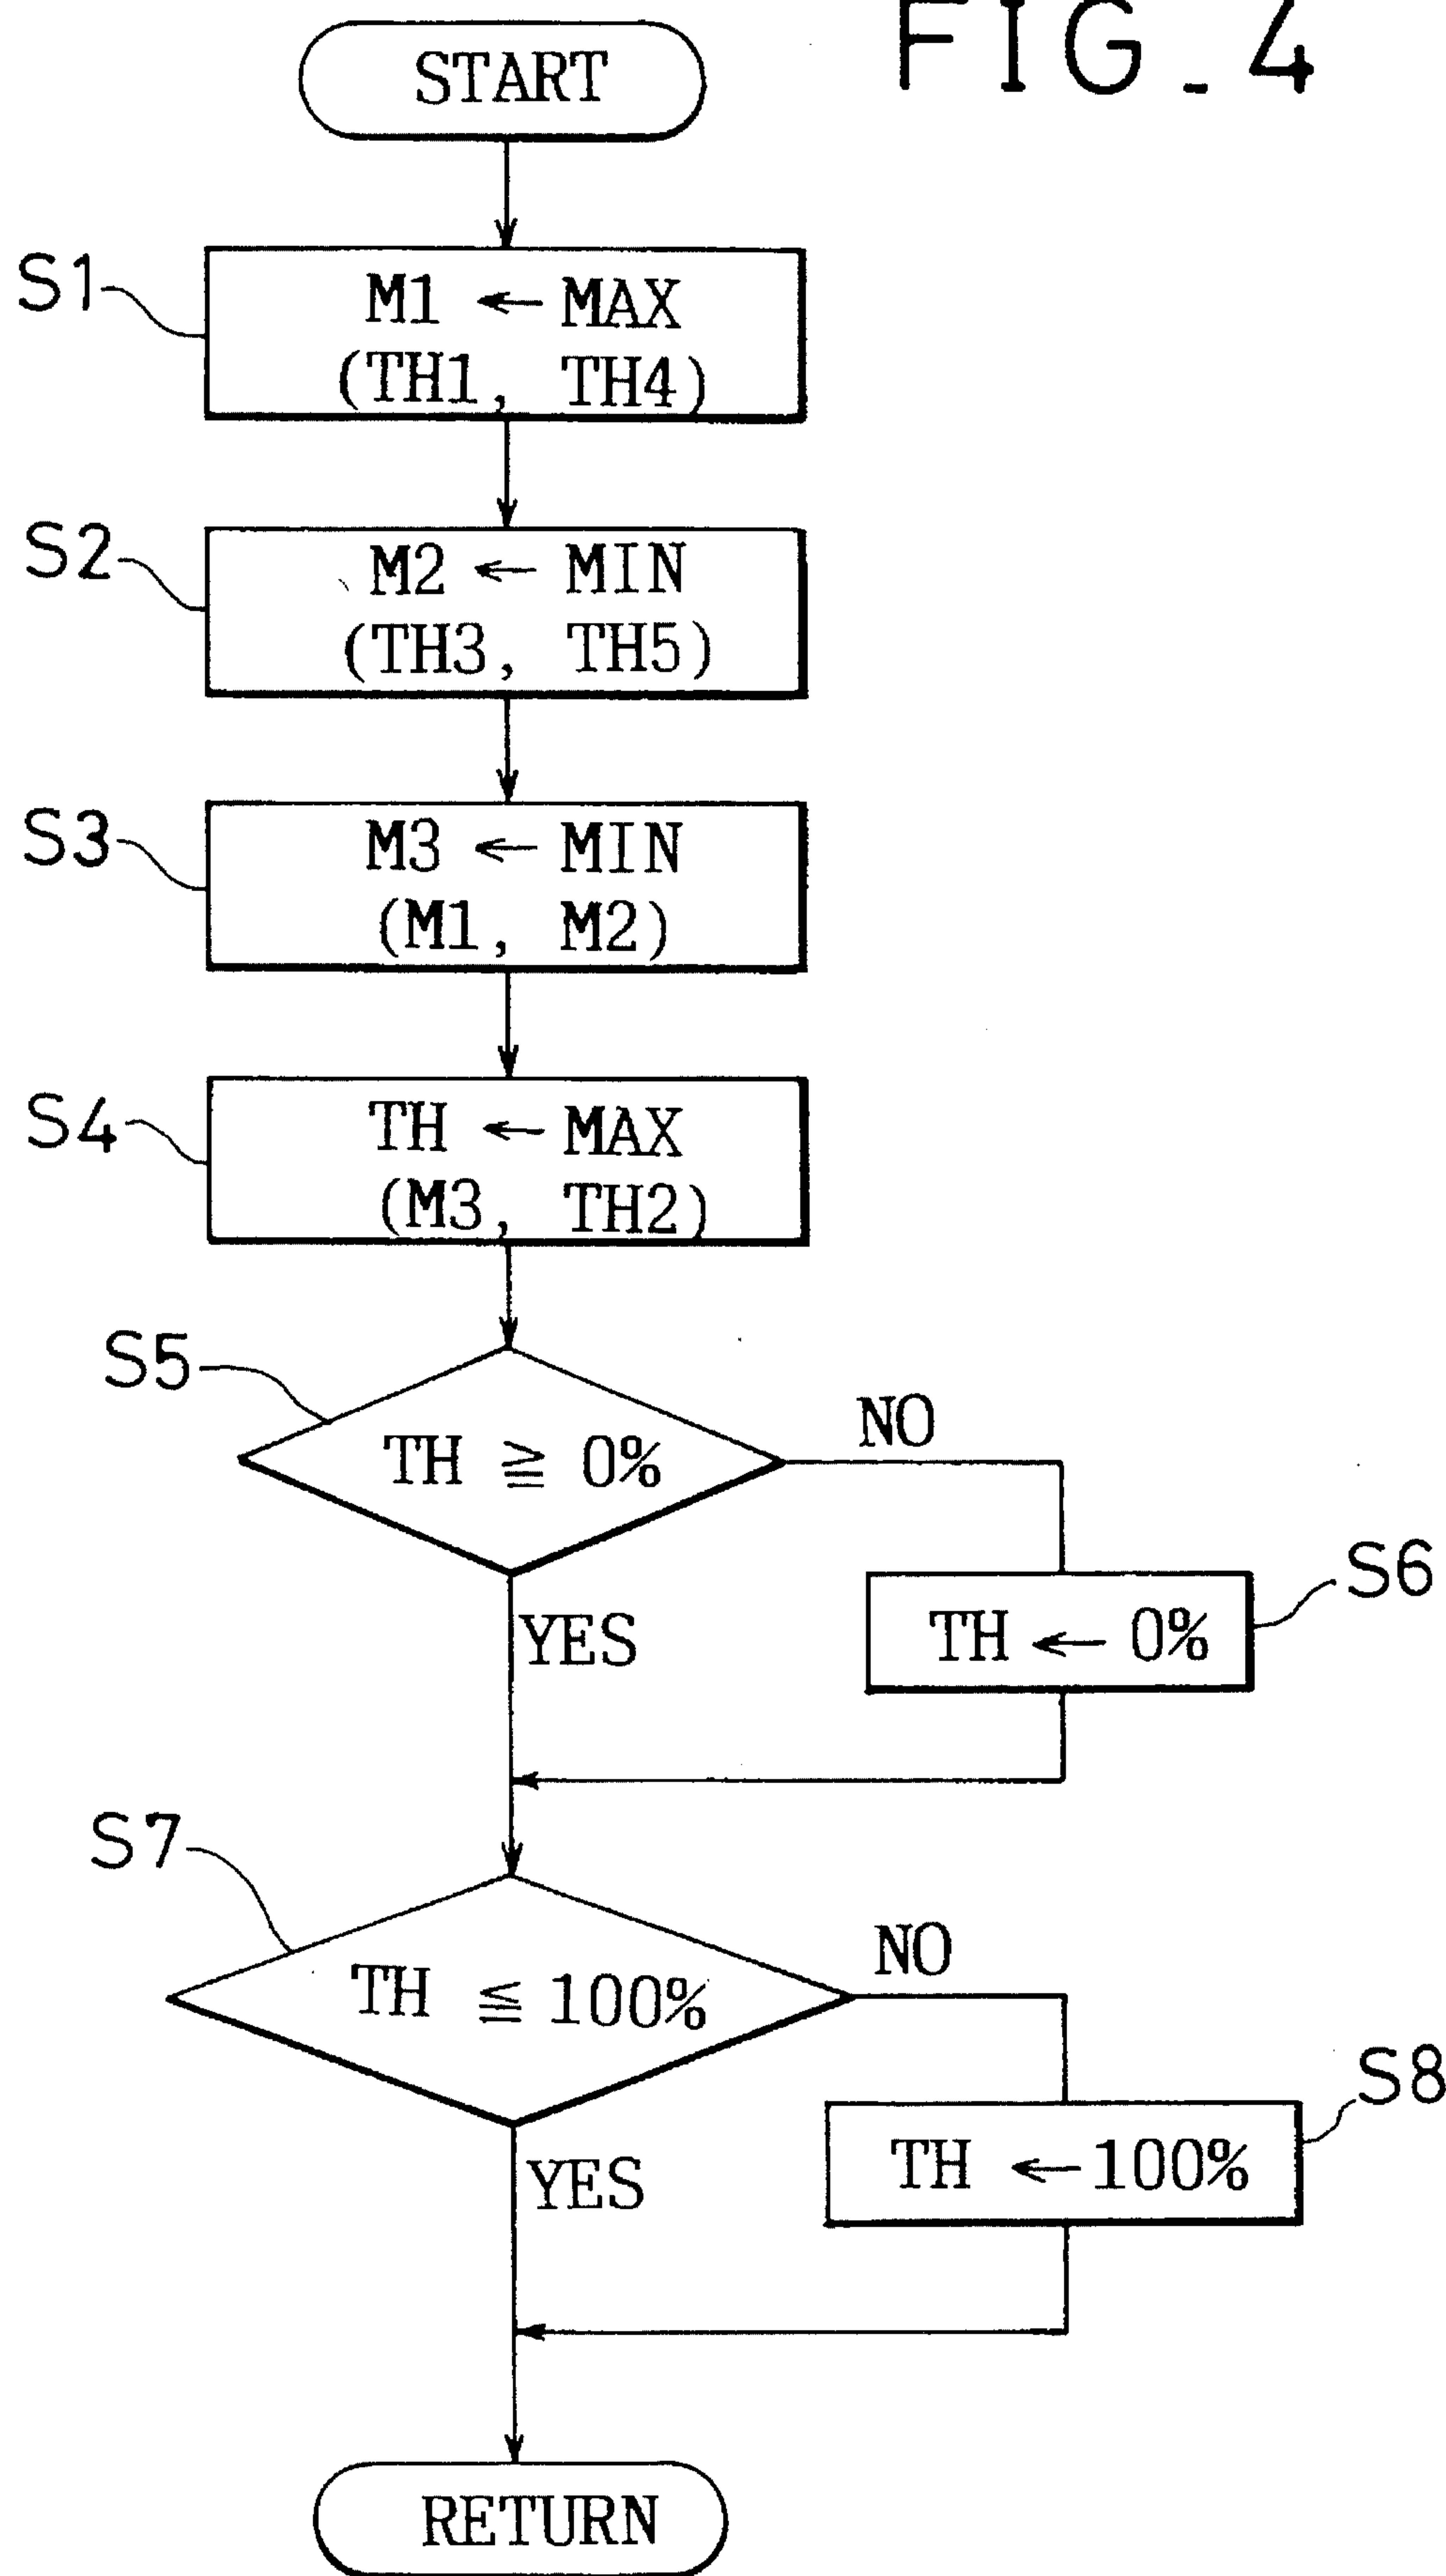 FIG. 4
START
S1
M1 ← MAX
(TH1, TH4)
S2
M2 ← MIN
(TH3, TH5)
S3
M3 ← MIN
(M1, M2)
S4
TH ← MAX
(M3, TH2)
S5
TH ≧ 0%
NO
YES
S6
TH ← 0%
S7
TH ≦ 100%
NO
YES
S8
TH ← 100%
RETURN